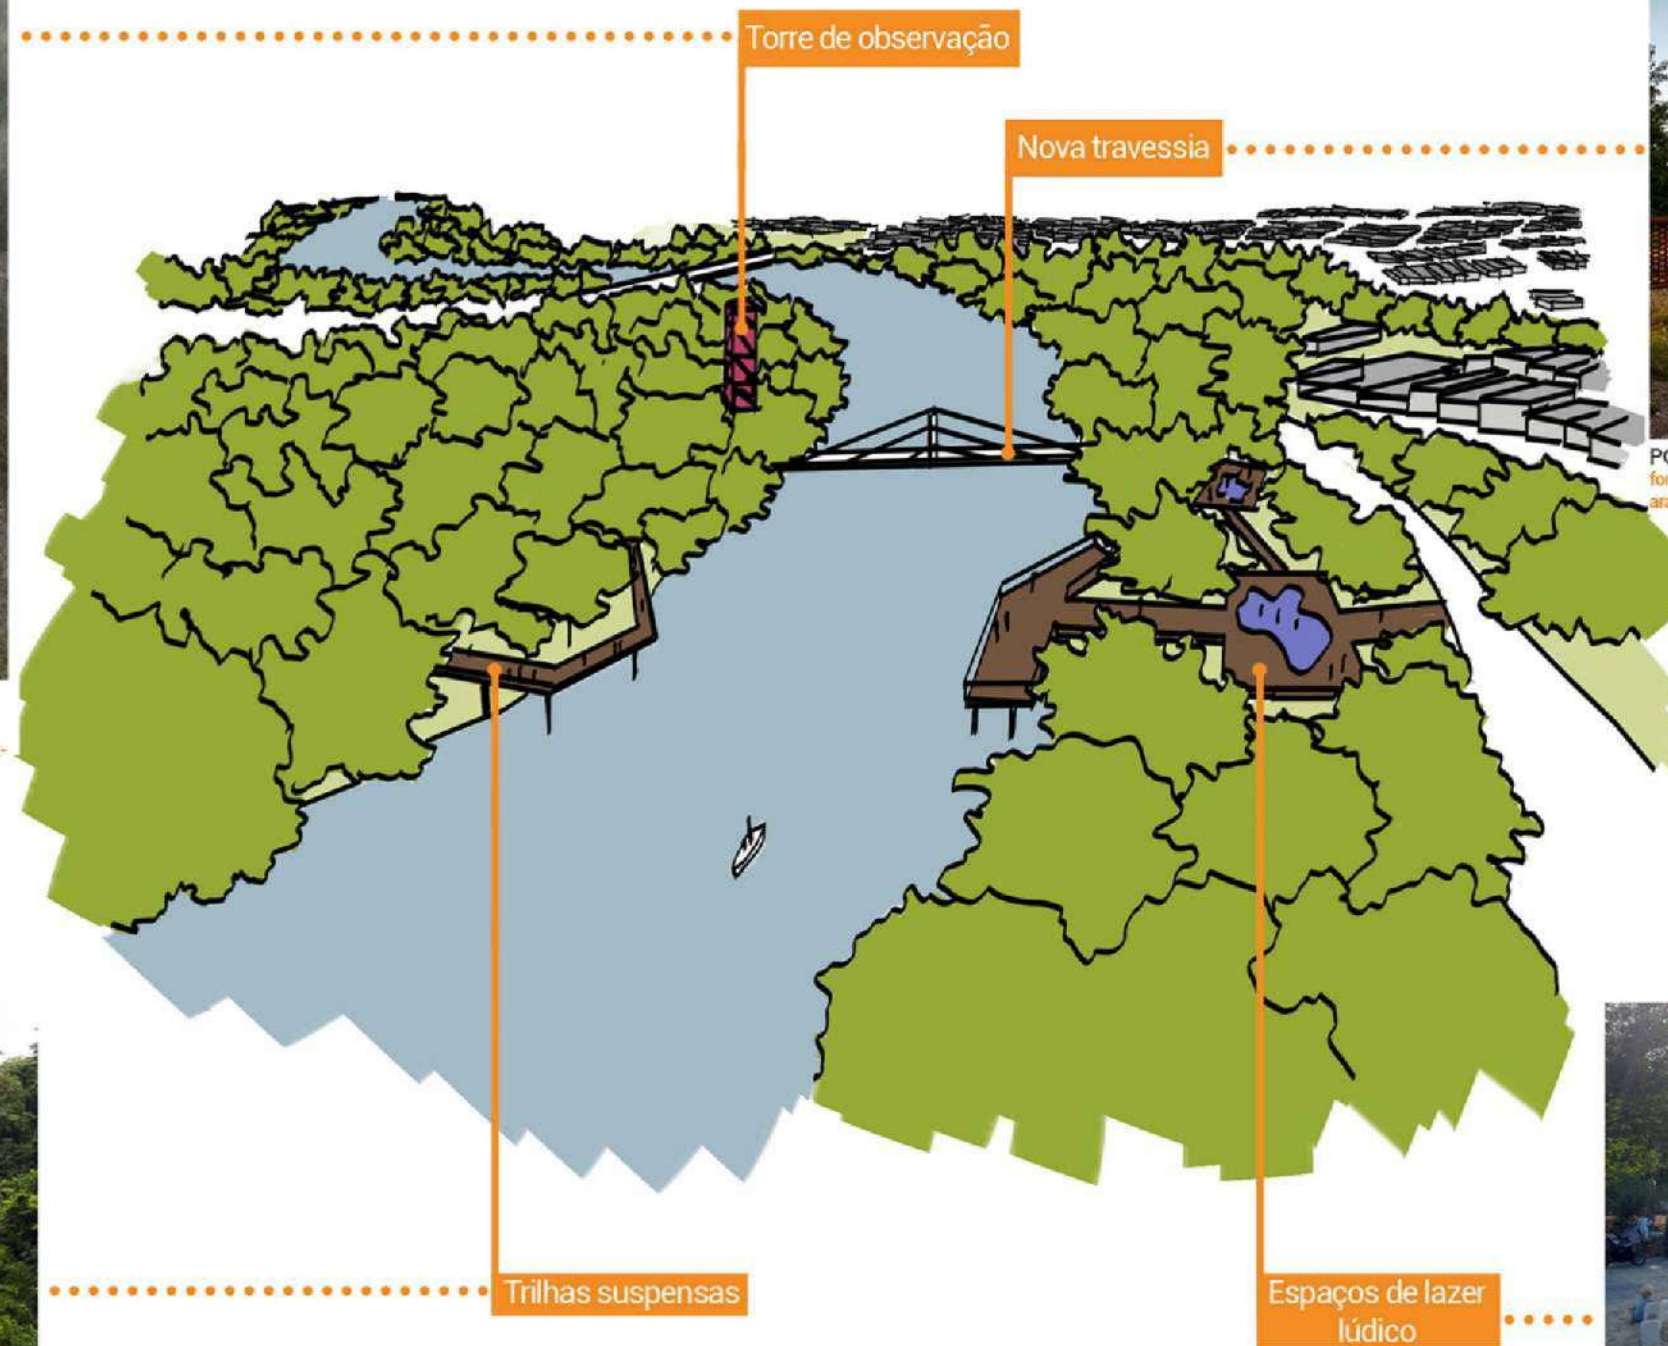 Torre de observação
Nova travessia
Trilhas suspensas
Espaços de lazer
lúdico